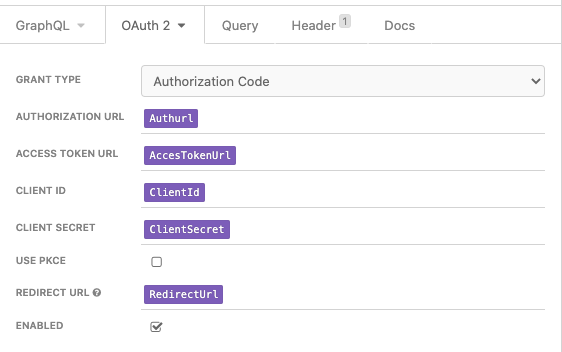 GraphQL OAuth 2 Query Header 1 Docs
GRANT TYPE Authorization Code
AUTHORIZATION URL Authurl
ACCESS TOKEN URL AccesTokenUrl
CLIENT ID ClientId
CLIENT SECRET ClientSecret
USE PKCE
REDIRECT URL RedirectUrl
ENABLED